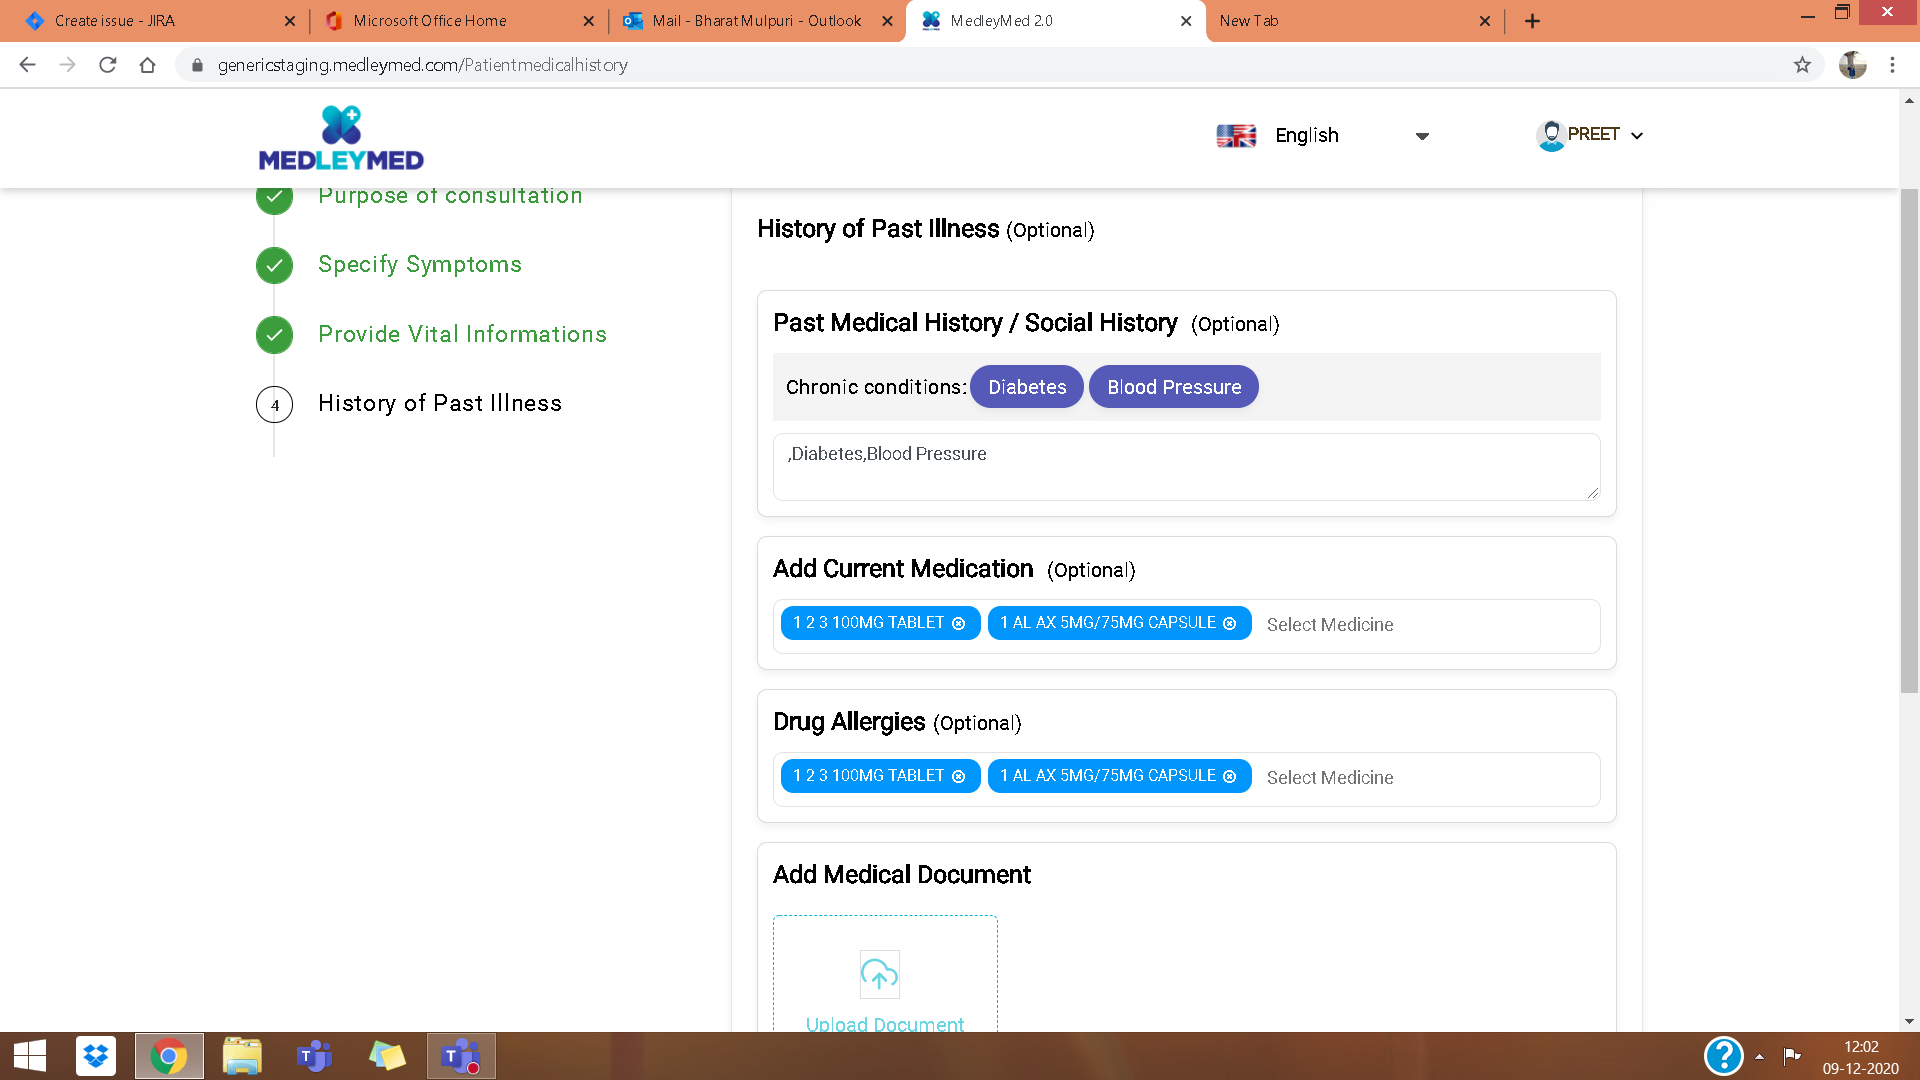 Create issue - JIRA
Microsoft Office Home
Mail - Bharat Mulpuri - Outlook
MedleyMed 2.0
New Tab
genericstaging.medleymed.com/Patientmedicalhistory
MEDLEYMED
English
PREET
Purpose of consultation
Specify Symptoms
Provide Vital Informations
4 History of Past Illness
History of Past Illness (Optional)
Past Medical History / Social History (Optional)
Chronic conditions: Diabetes Blood Pressure
,Diabetes,Blood Pressure
Add Current Medication (Optional)
1 2 3 100MG TABLET 1 AL AX 5MG/75MG CAPSULE Select Medicine
Drug Allergies (Optional)
1 2 3 100MG TABLET 1 AL AX 5MG/75MG CAPSULE Select Medicine
Add Medical Document
Upload Document
12:02
09-12-2020